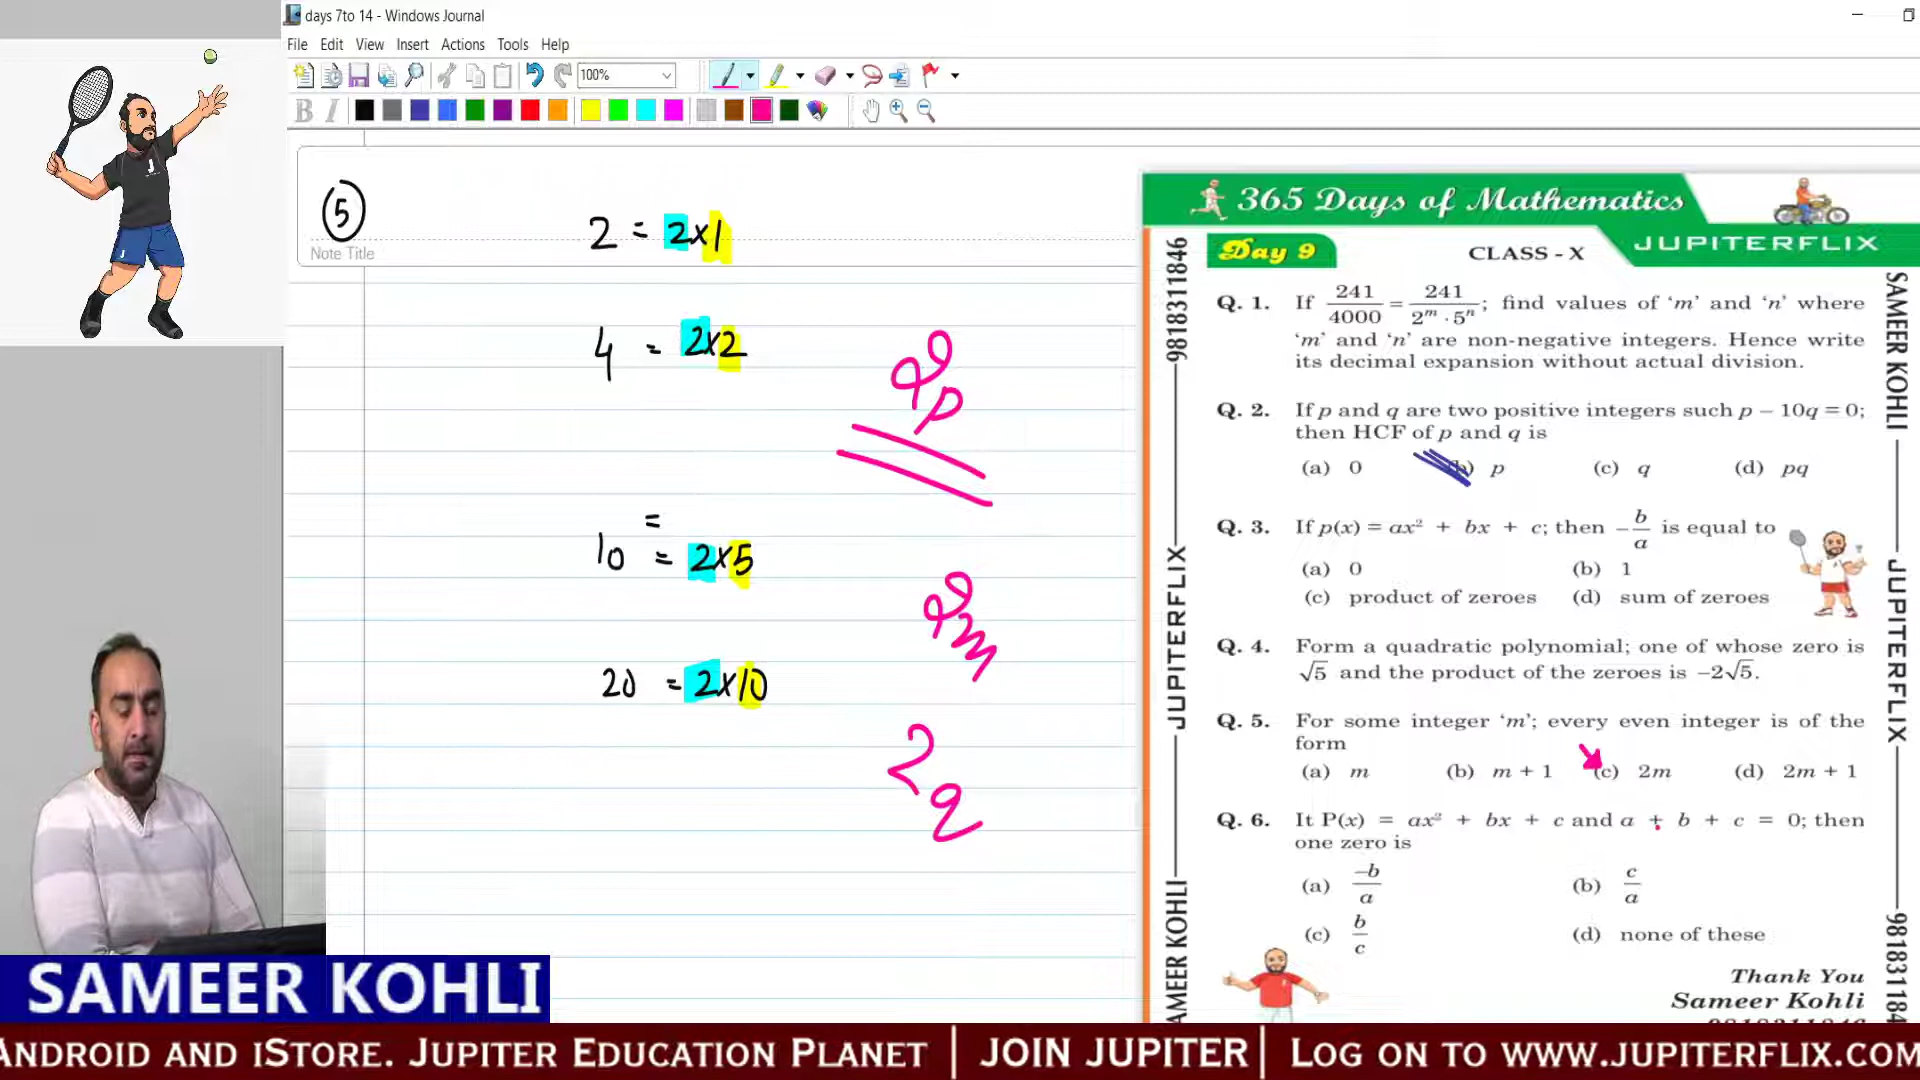 days 7to 14 - Windows Journal
File Edit View Insert Actions Tools Help
100%
B I
5
Note Title
2 = 2x1
4 = 2x2
=
10 = 2x5
20 = 2x10
2p
2m
2q
365 Days of Mathematics
Day 9
CLASS - X
JUPITERFLIX
Q. 1. If 241/4000 = 241/2^m · 5^n; find values of ‘m’ and ‘n’ where
‘m’ and ‘n’ are non-negative integers. Hence write
its decimal expansion without actual division.
Q. 2. If p and q are two positive integers such p – 10q = 0;
then HCF of p and q is
(a) 0 (b) p (c) q (d) pq
Q. 3. If p(x) = ax² + bx + c; then –b/a is equal to
(a) 0 (b) 1
(c) product of zeroes (d) sum of zeroes
Q. 4. Form a quadratic polynomial; one of whose zero is
√5 and the product of the zeroes is –2√5.
Q. 5. For some integer ‘m’; every even integer is of the
form
(a) m (b) m + 1 (c) 2m (d) 2m + 1
Q. 6. It P(x) = ax² + bx + c and a + b + c = 0; then
one zero is
(a) –b/a (b) c/a
(c) b/c (d) none of these
Thank You
Sameer Kohli
9818311846
JUPITERFLIX
9818311846
SAMEER KOHLI
JUPITERFLIX
SAMEER KOHLI
ANDROID AND iSTORE. JUPITER EDUCATION PLANET | JOIN JUPITER | LOG ON TO WWW.JUPITERFLIX.COM